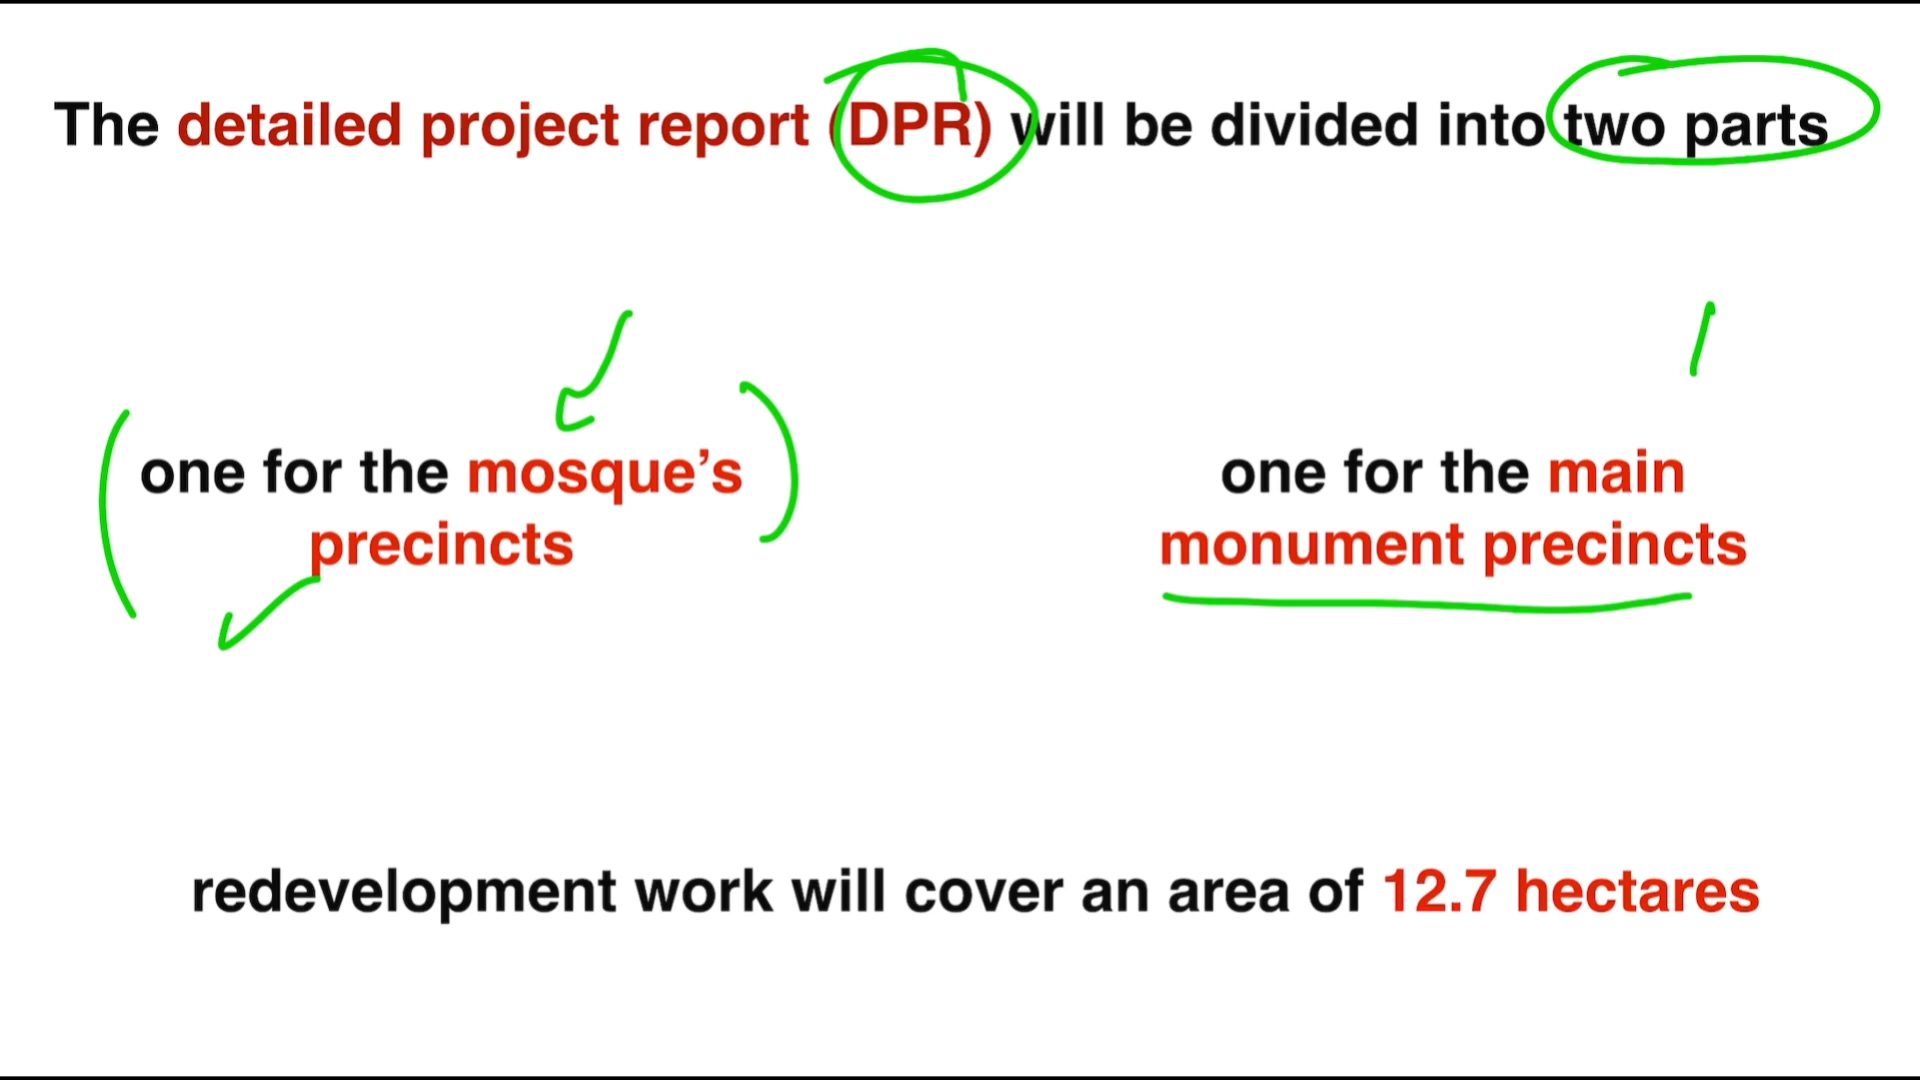 The detailed project report (DPR) will be divided into two parts
one for the mosque’s
precincts
one for the main
monument precincts
redevelopment work will cover an area of 12.7 hectares